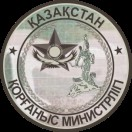 ҚАЗАҚСТАН
ҚОРҒАНЫС МИНИСТРЛІГІ